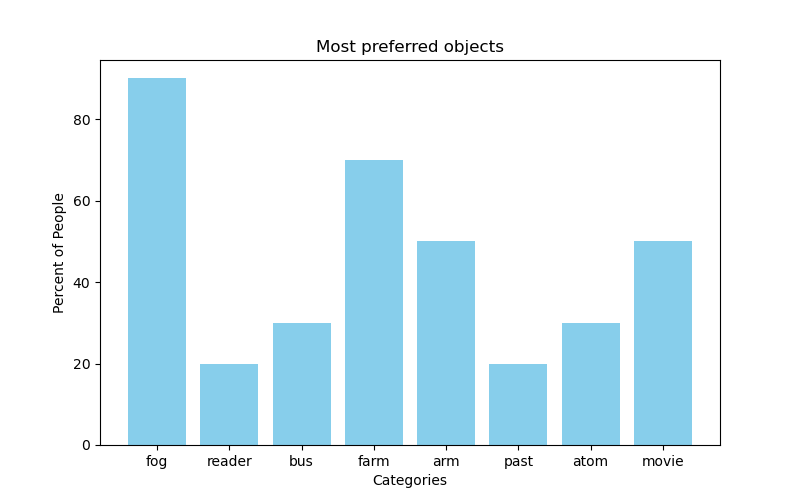 Most preferred objects
Percent of People
80
60
40
20
0
fog reader bus farm arm past atom movie
Categories